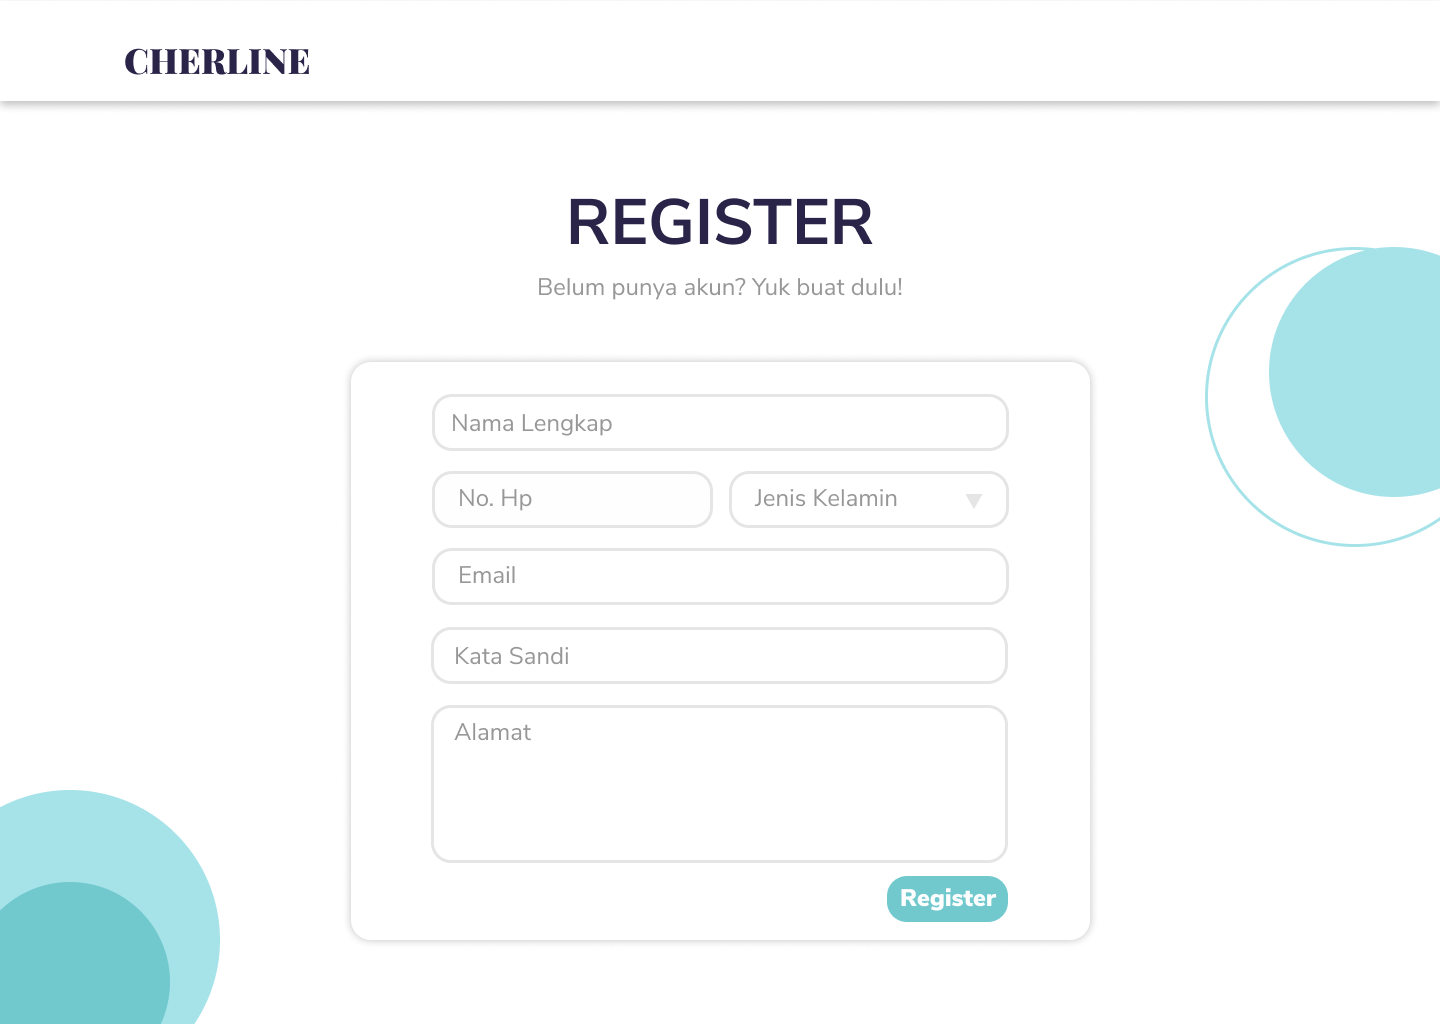 CHERLINE
REGISTER
Belum punya akun? Yuk buat dulu!
Nama Lengkap
No. Hp
Jenis Kelamin
Email
Kata Sandi
Alamat
Register